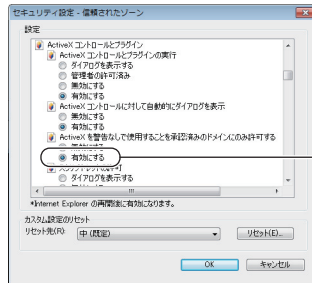 セキュリティ設定 - 信頼されたゾーン
設定
ActiveX コントロールとプラグイン
ActiveX コントロールとプラグインの実行
ダイアログを表示する
管理者の許可済み
無効にする
有効にする
ActiveX コントロールに対して自動的にダイアログを表示
無効にする
有効にする
ActiveX を警告なしで使用することを承認済みのドメインにのみ許可する
有効にする
ダイアログを表示する
*Internet Explorer の再開後に有効になります。
カスタム設定のリセット
リセット先(R): 中 (既定) リセット(E)...
OK キャンセル